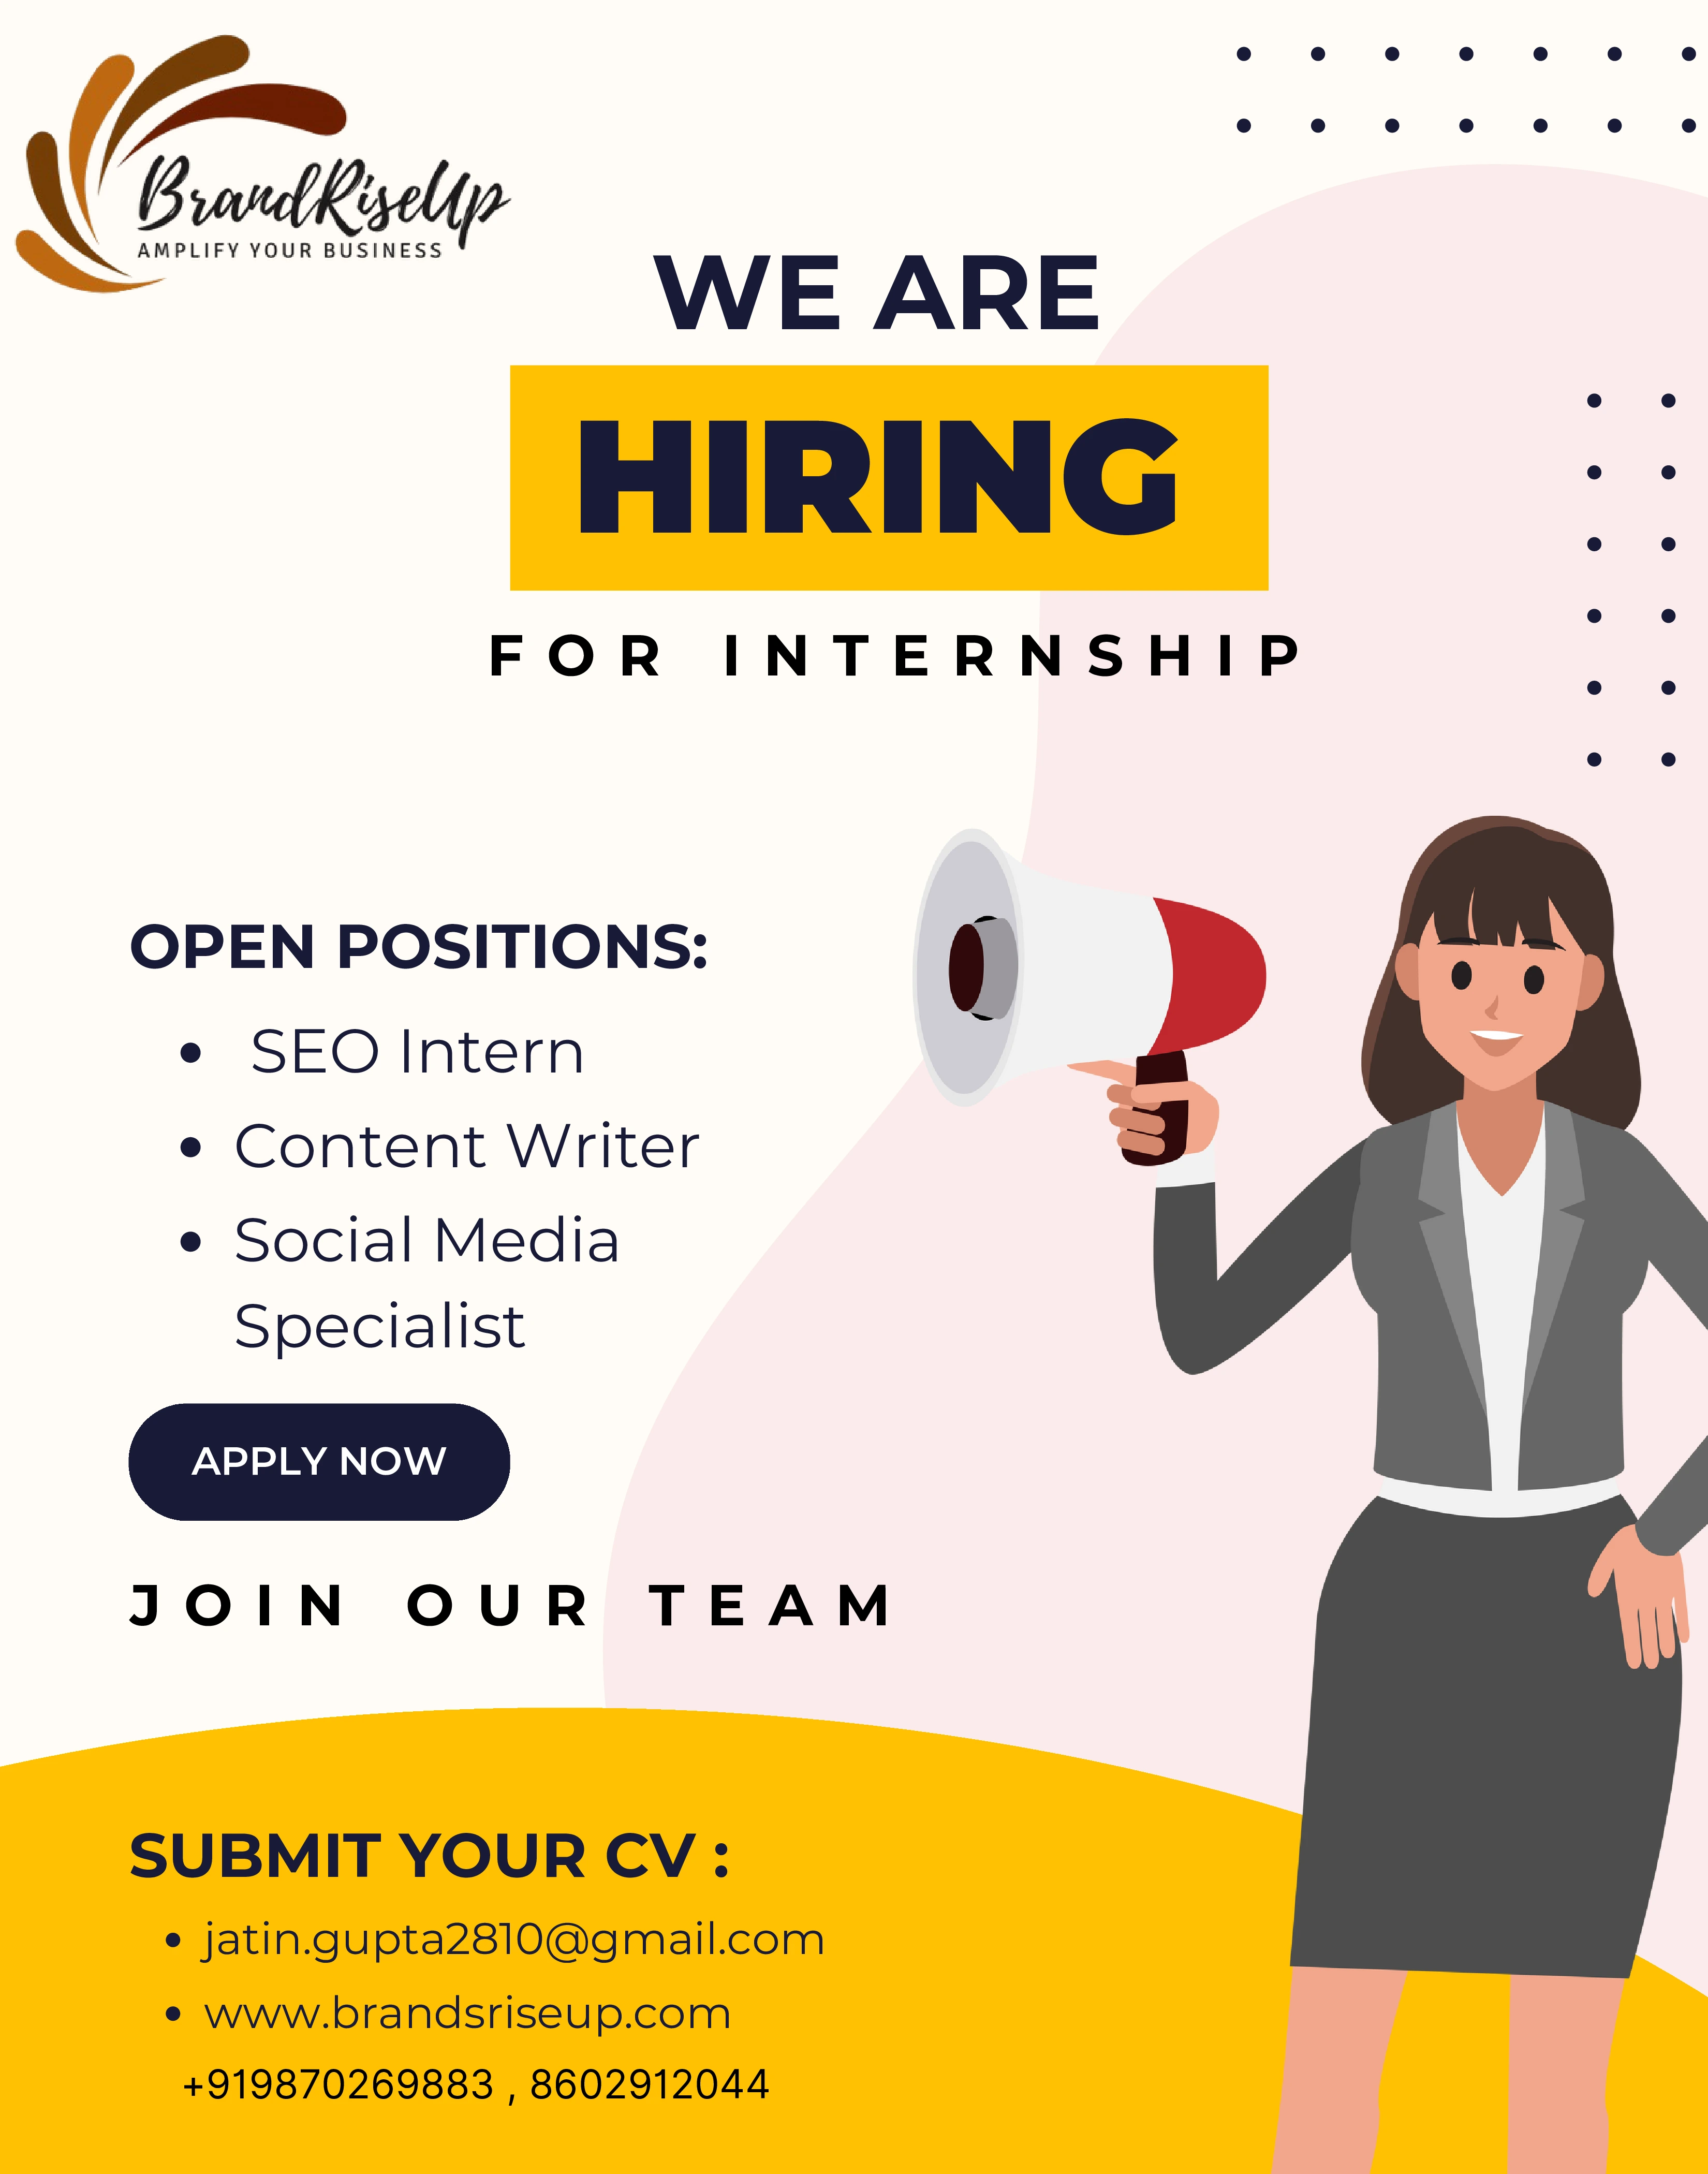 BrandRiseUp
AMPLIFY YOUR BUSINESS
WE ARE
HIRING
FOR INTERNSHIP
OPEN POSITIONS:
• SEO Intern
• Content Writer
• Social Media
Specialist
APPLY NOW
JOIN OUR TEAM
SUBMIT YOUR CV :
• jatin.gupta2810@gmail.com
• www.brandsriseup.com
+919870269883 , 8602912044